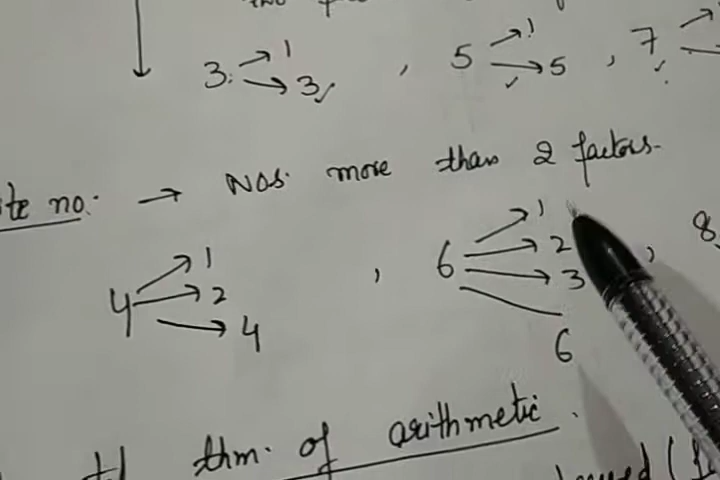 3 → 1 → 3 ✓ , 5 → 1 → 5 ✓ , 7
no. → Nos. more than 2 factors.
4 → 1 → 2 → 4 , 6 → 1 → 2 → 3 6 , 8
thm. of arithmetic.